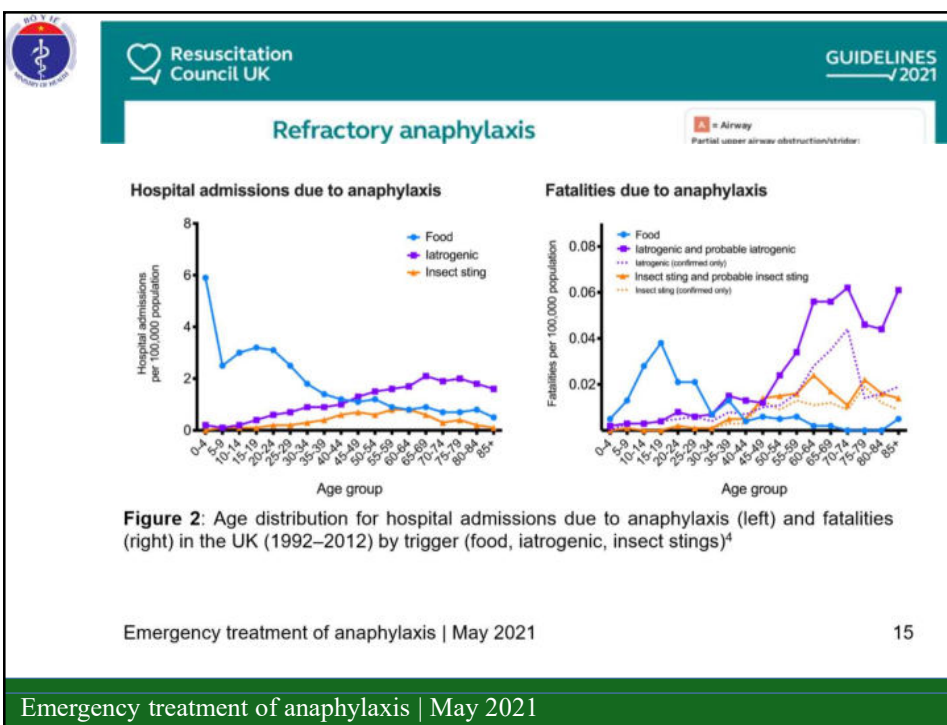 BỘ Y TẾ
MINISTRY OF HEALTH
Resuscitation
Council UK
GUIDELINES
2021
Refractory anaphylaxis
A = Airway
Partial upper airway obstruction/stridor:
Hospital admissions due to anaphylaxis
Hospital admissions
per 100,000 population
8
6
4
2
0
Food
Iatrogenic
Insect sting
0-4
5-9
10-14
15-19
20-24
25-29
30-34
35-39
40-44
45-49
50-54
55-59
60-64
65-69
70-74
75-79
80-84
85+
Age group
Fatalities due to anaphylaxis
Fatalities per 100,000 population
0.08
0.06
0.04
0.02
Food
Iatrogenic and probable iatrogenic
Iatrogenic (confirmed only)
Insect sting and probable insect sting
Insect sting (confirmed only)
0-4
5-9
10-14
15-19
20-24
25-29
30-34
35-39
40-44
45-49
50-54
55-59
60-64
65-69
70-74
75-79
80-84
85+
Age group
Figure 2: Age distribution for hospital admissions due to anaphylaxis (left) and fatalities
(right) in the UK (1992–2012) by trigger (food, iatrogenic, insect stings)4
Emergency treatment of anaphylaxis | May 2021
15
Emergency treatment of anaphylaxis | May 2021